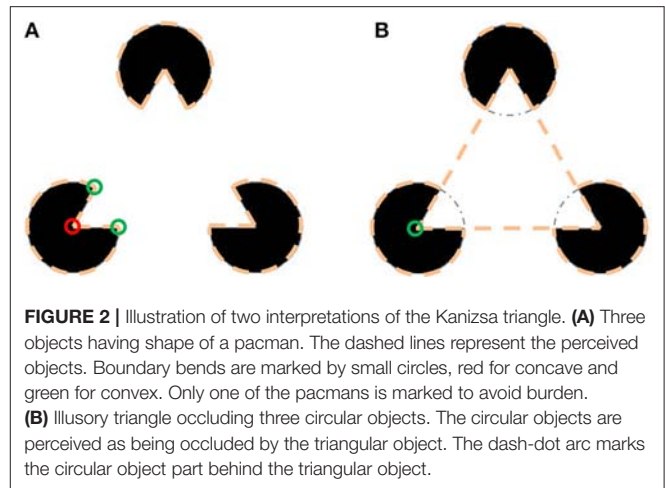 A
B
FIGURE 2 | Illustration of two interpretations of the Kanizsa triangle. (A) Three
objects having shape of a pacman. The dashed lines represent the perceived
objects. Boundary bends are marked by small circles, red for concave and
green for convex. Only one of the pacmans is marked to avoid burden.
(B) Illusory triangle occluding three circular objects. The circular objects are
perceived as being occluded by the triangular object. The dash-dot arc marks
the circular object part behind the triangular object.